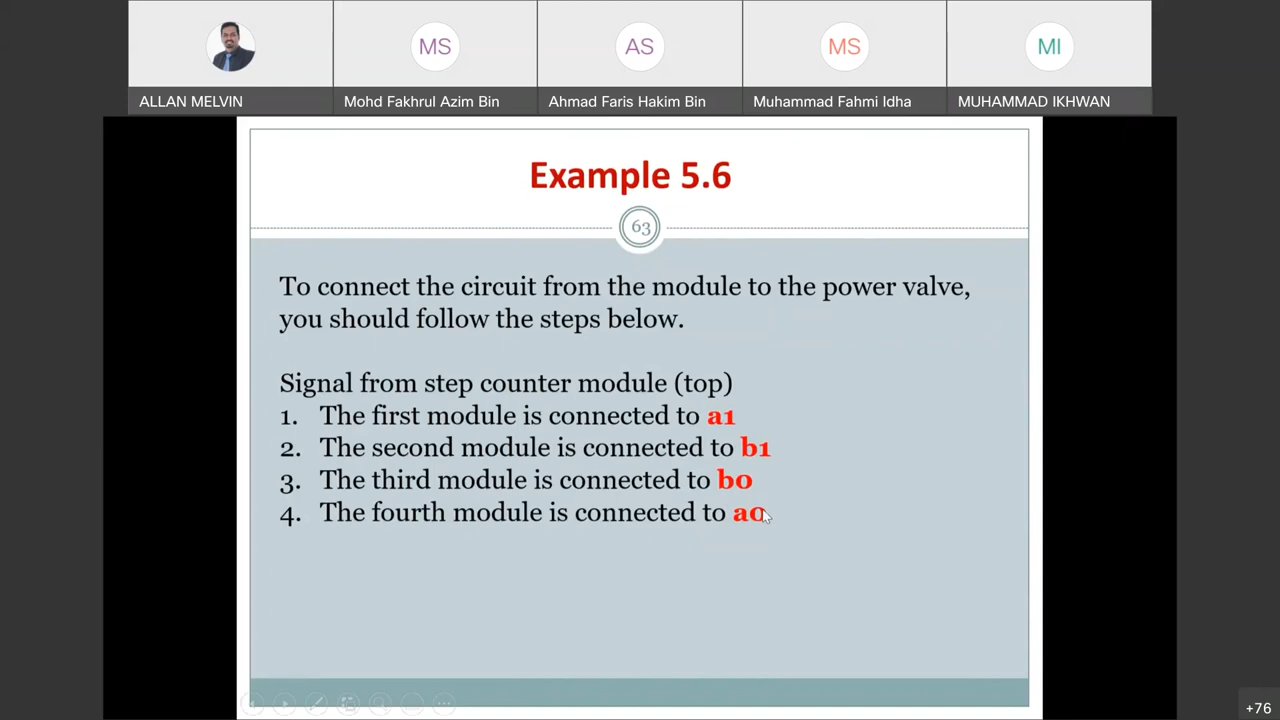 MS
AS
MS
MI
ALLAN MELVIN
Mohd Fakhrul Azim Bin
Ahmad Faris Hakim Bin
Muhammad Fahmi Idha
MUHAMMAD IKHWAN
Example 5.6
63
To connect the circuit from the module to the power valve,
you should follow the steps below.
Signal from step counter module (top)
1. The first module is connected to a1
2. The second module is connected to b1
3. The third module is connected to b0
4. The fourth module is connected to a0
+76